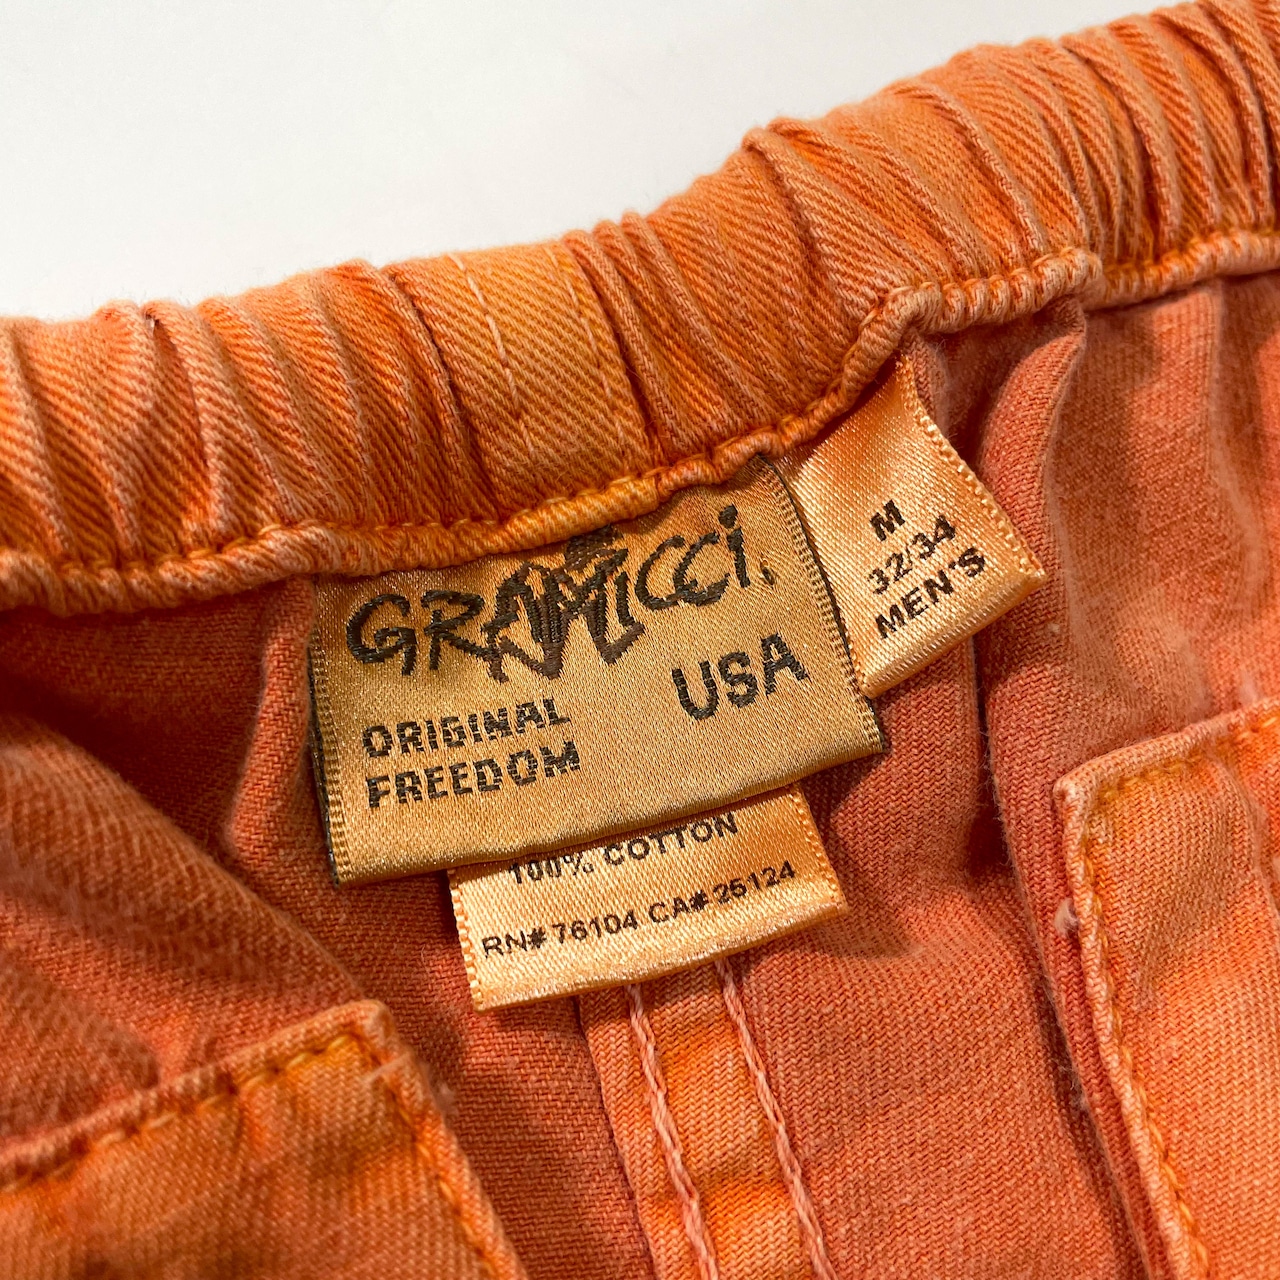 GRAMICCI
USA
ORIGINAL
FREEDOM
M
32/34
MEN'S
100% COTTON
RN# 76104 CA# 25124